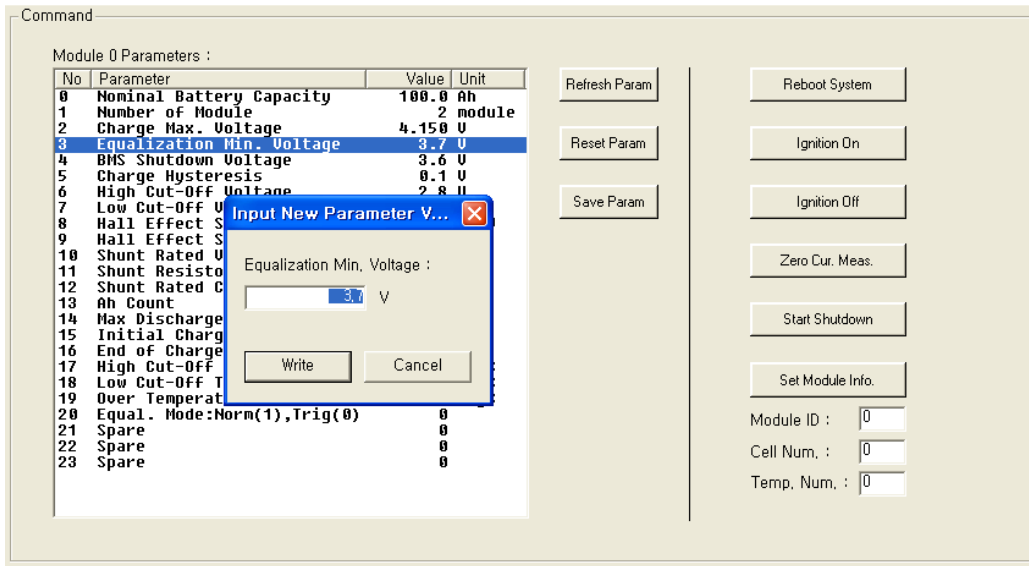 Command
Module 0 Parameters :
No Parameter Value Unit
0 Nominal Battery Capacity 100.0 Ah
1 Number of Module 2 module
2 Charge Max. Voltage 4.150 V
3 Equalization Min. Voltage 3.7 V
4 BMS Shutdown Voltage 3.6 V
5 Charge Hysteresis 0.1 V
6 High Cut-Off Voltage 2.8 V
7 Low Cut-Off
8 Hall Effect
9 Hall Effect
10 Shunt Rated
11 Shunt
12 Shunt Rated
13 Ah Count
14 Max Discharge
15 Initial
16 End of Charge
17 High Cut-Off
18 Low Cut-Off
19 Over
20 Equal. Mode:Norm(1),Trig(0) 0
21 Spare 0
22 Spare 0
23 Spare 0
Input New Parameter V...
Equalization Min, Voltage :
3,7 V
Write Cancel
Refresh Param
Reset Param
Save Param
Reboot System
Ignition On
Ignition Off
Zero Cur. Meas.
Start Shutdown
Set Module Info.
Module ID : 0
Cell Num, : 0
Temp, Num, : 0